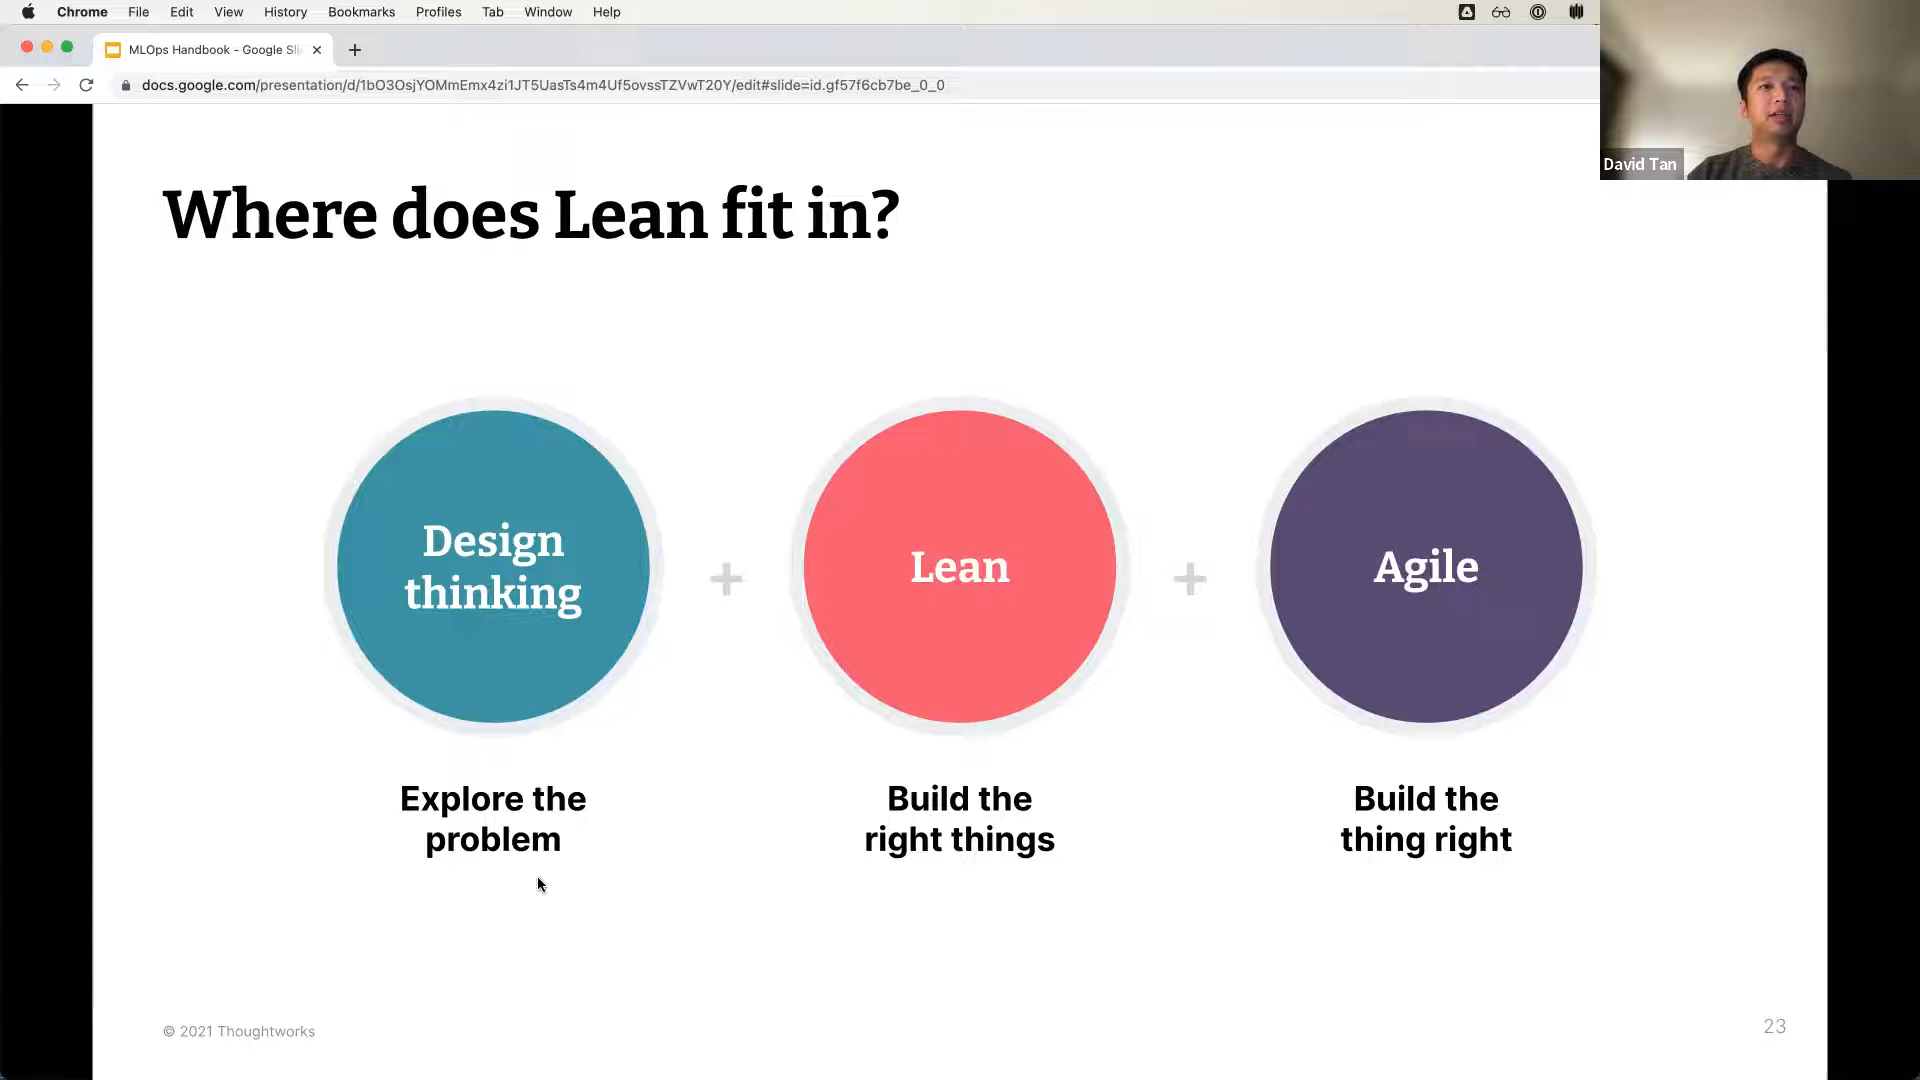 Chrome File Edit View History Bookmarks Profiles Tab Window Help
MLOps Handbook - Google Sli
docs.google.com/presentation/d/1bO3OsjYOMmEmx4zi1JT5UasTs4m4Uf5ovssTZVwT20Y/edit#slide=id.gf57f6cb7be_0_0
David Tan
Where does Lean fit in?
Design
thinking
+
Lean
+
Agile
Explore the
problem
Build the
right things
Build the
thing right
© 2021 Thoughtworks
23